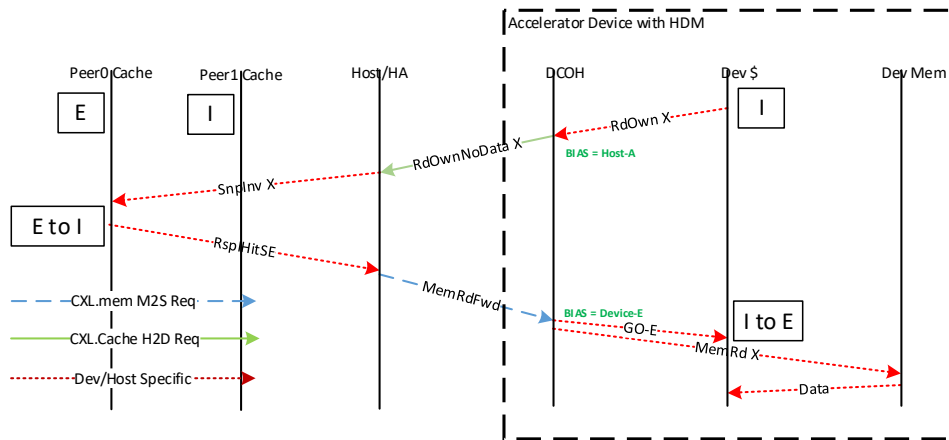 Accelerator Device with HDM
Peer0 Cache
Peer1 Cache
Host/HA
DCOH
Dev $
Dev Mem
E
I
I
RdOwn X
BIAS = Host-A
RdOwnNoData X
SnpInv X
E to I
RspIHitSE
MemRdFwd
CXL.mem M2S Req
BIAS = Device-E
GO-E
I to E
CXL.Cache H2D Req
MemRd X
Dev/Host Specific
Data